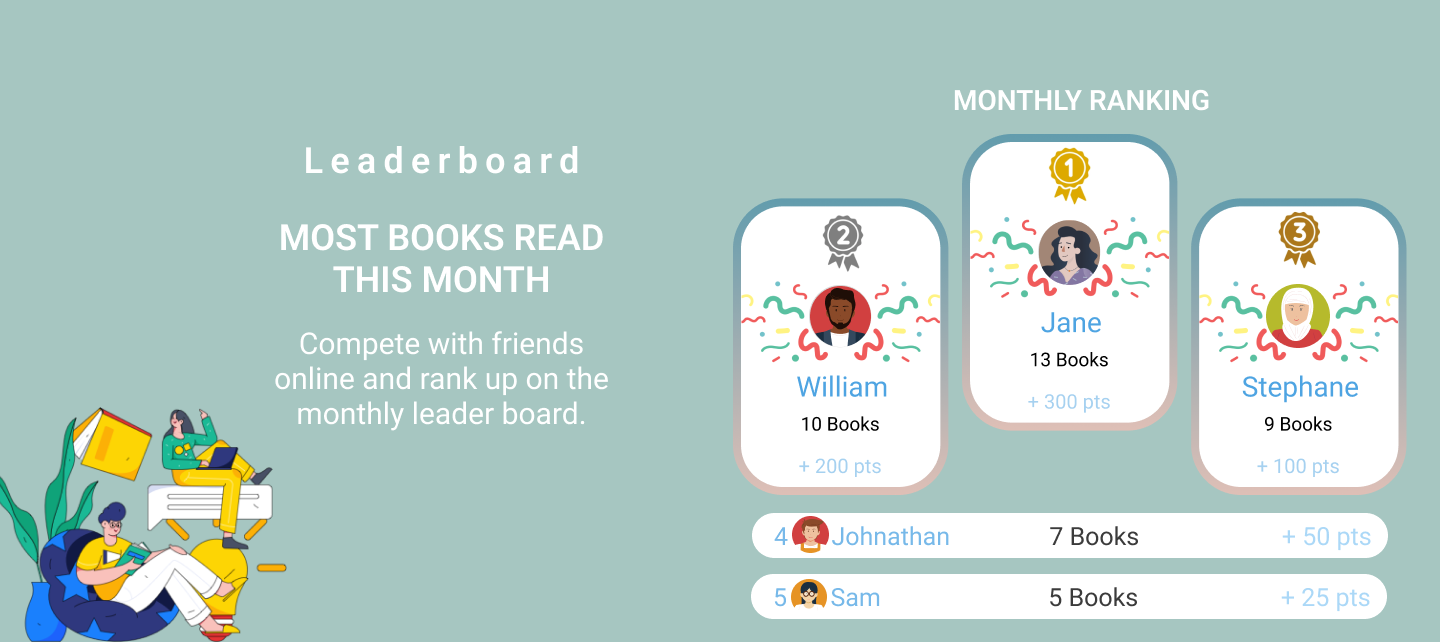 Leaderboard
MOST BOOKS READ
THIS MONTH
Compete with friends
online and rank up on the
monthly leader board.
MONTHLY RANKING
1
Jane
13 Books
+ 300 pts
2
William
10 Books
+ 200 pts
3
Stephane
9 Books
+ 100 pts
4 Johnathan 7 Books + 50 pts
5 Sam 5 Books + 25 pts